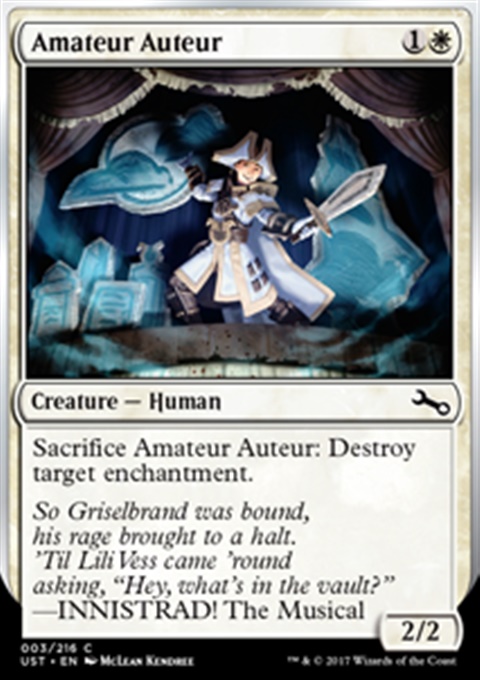 Amateur Auteur 1
Creature — Human
Sacrifice Amateur Auteur: Destroy
target enchantment.
So Griselbrand was bound,
his rage brought to a halt.
'Til Lili Vess came 'round
asking, “Hey, what's in the vault?”
—INNISTRAD! The Musical
2/2
003/216 C
UST • EN McLean Kendree
™ & © 2017 Wizards of the Coast